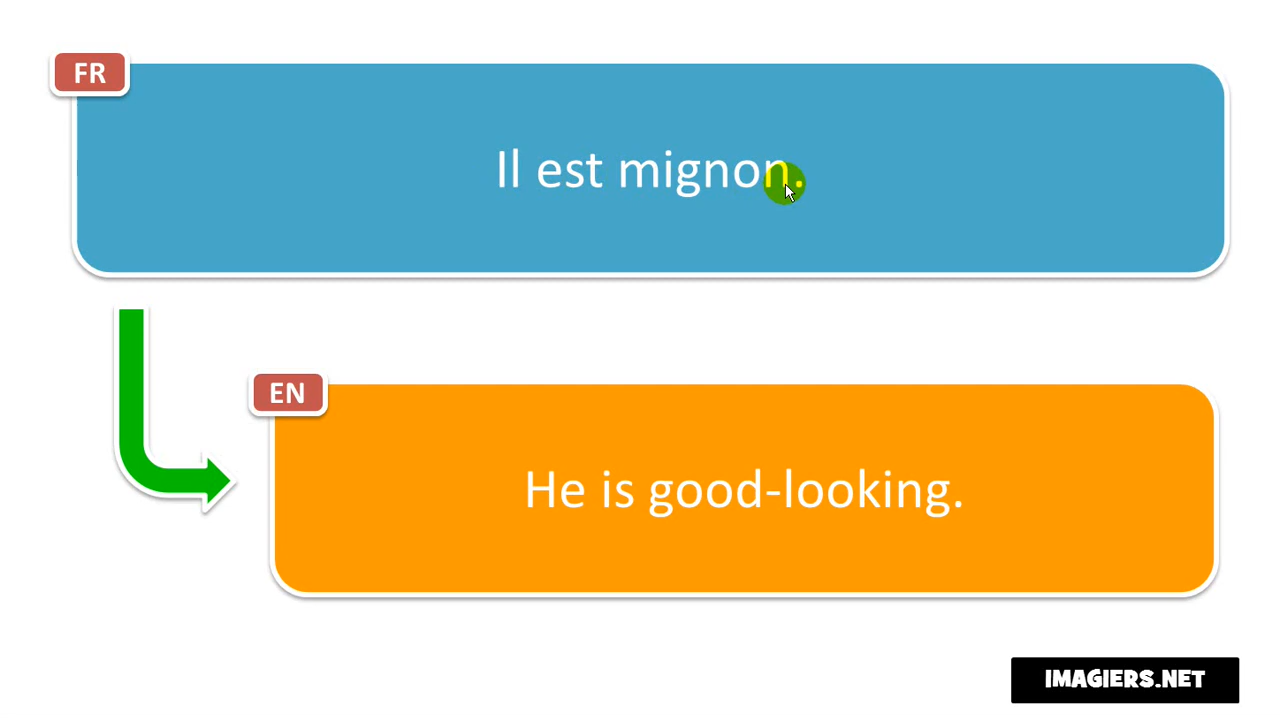 FR
Il est mignon.
EN
He is good-looking.
IMAGIERS.NET